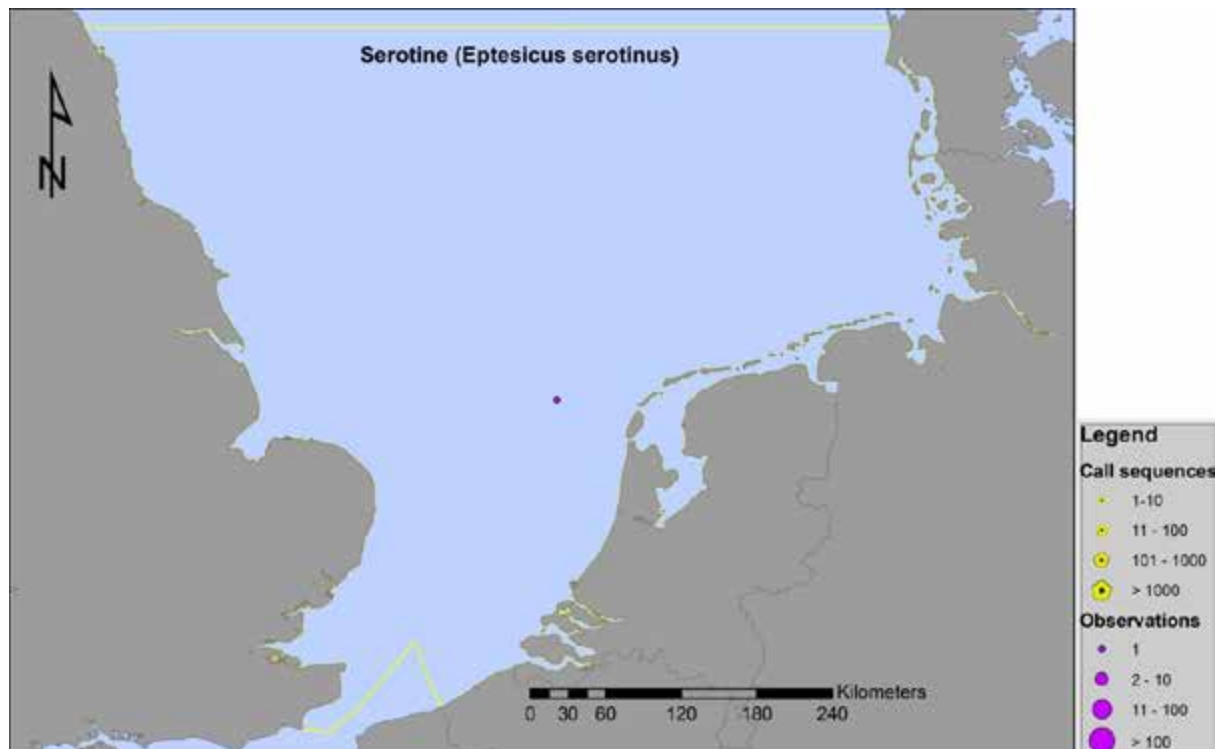 Serotine (Eptesicus serotinus)
N
Legend
Call sequences
1-10
11 - 100
101 - 1000
> 1000
Observations
1
2 - 10
11 - 100
> 100
Kilometers
0 30 60 120 180 240